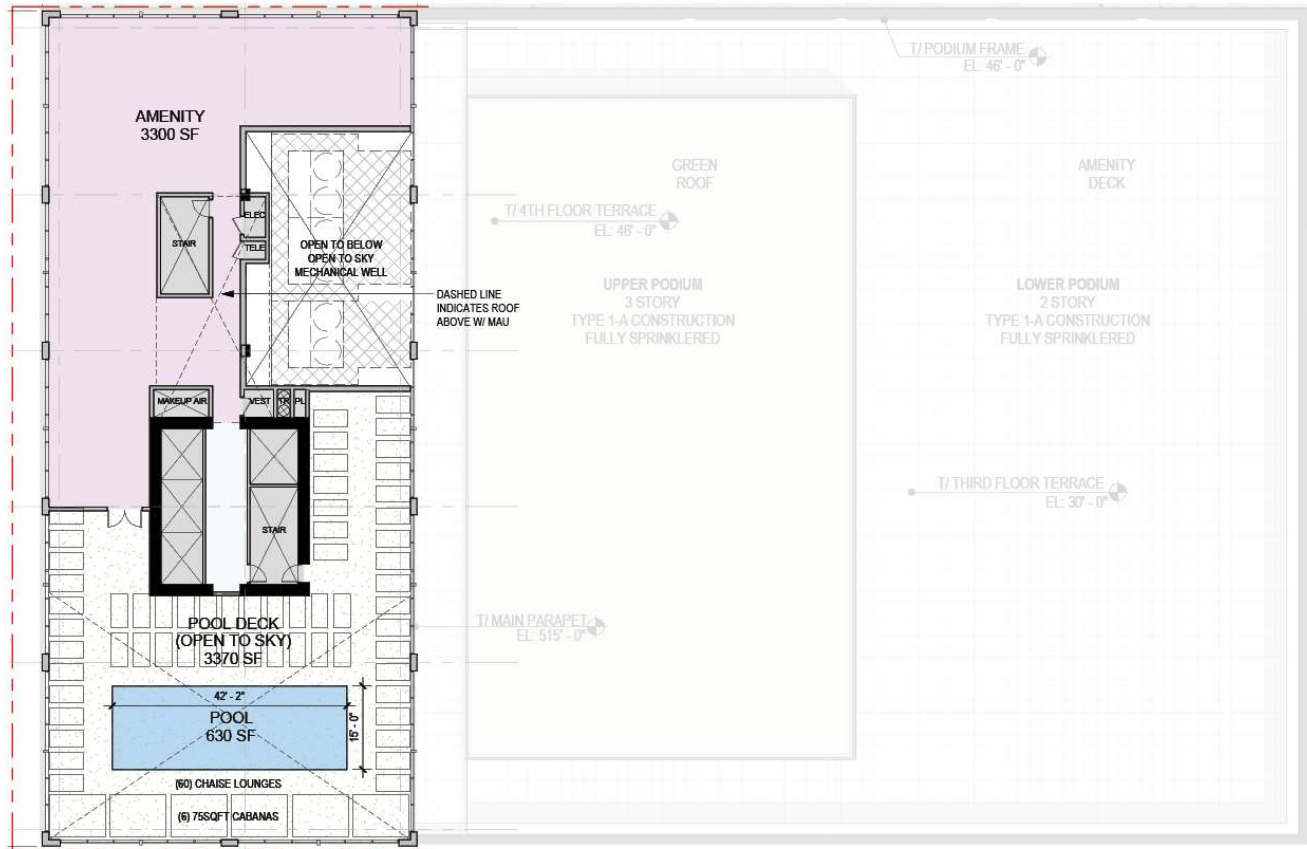 T/ PODIUM FRAME
EL: 46' - 0"
AMENITY
3300 SF
GREEN
ROOF
AMENITY
DECK
ELEC
STAIR
TELE
T/ 4TH FLOOR TERRACE
EL: 46' - 0"
OPEN TO BELOW
OPEN TO SKY
MECHANICAL WELL
DASHED LINE
INDICATES ROOF
ABOVE W/ MAU
UPPER PODIUM
3 STORY
TYPE 1-A CONSTRUCTION
FULLY SPRINKLERED
LOWER PODIUM
2 STORY
TYPE 1-A CONSTRUCTION
FULLY SPRINKLERED
MAKEUP AIR
VEST
TR
PL
T/ THIRD FLOOR TERRACE
EL: 30' - 0"
STAIR
POOL DECK
(OPEN TO SKY)
3370 SF
T/ MAIN PARAPET
EL: 515' - 0"
42' - 2"
POOL
630 SF
15' - 0"
(60) CHAISE LOUNGES
(6) 75SQFT CABANAS